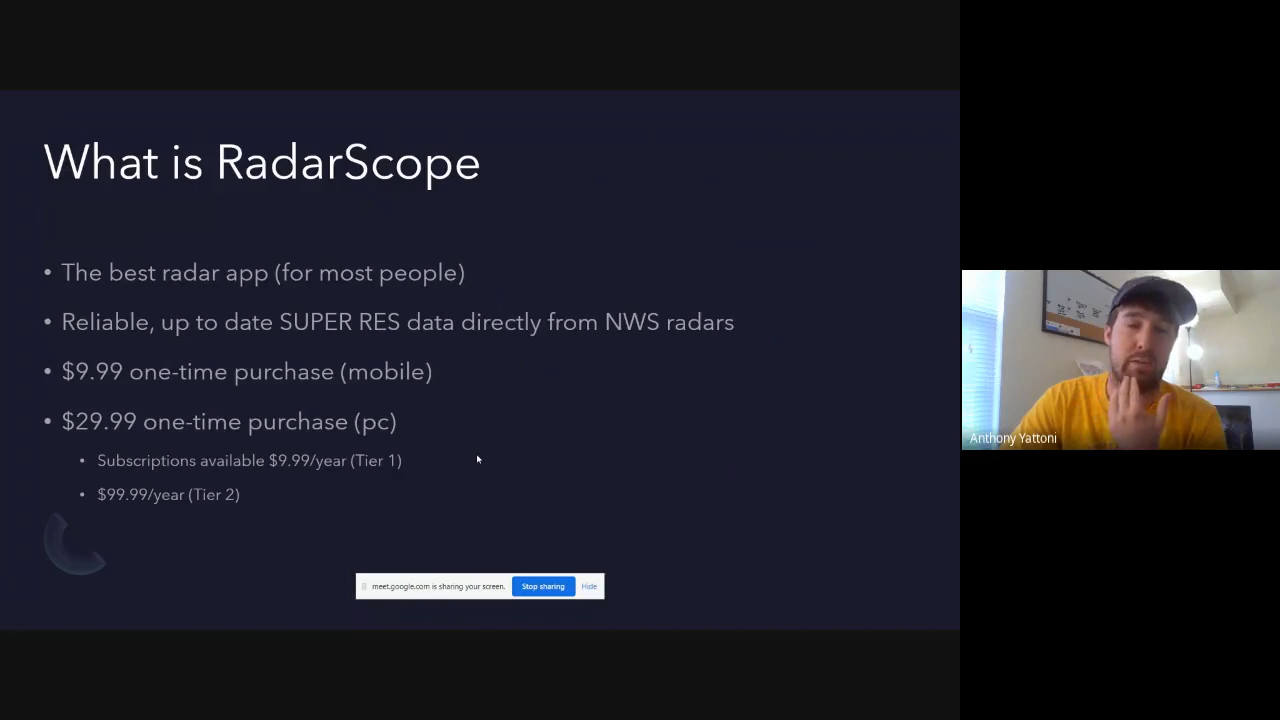 What is RadarScope
• The best radar app (for most people)
• Reliable, up to date SUPER RES data directly from NWS radars
• $9.99 one-time purchase (mobile)
• $29.99 one-time purchase (pc)
• Subscriptions available $9.99/year (Tier 1)
• $99.99/year (Tier 2)
meet.google.com is sharing your screen. Stop sharing Hide
Anthony Yattoni